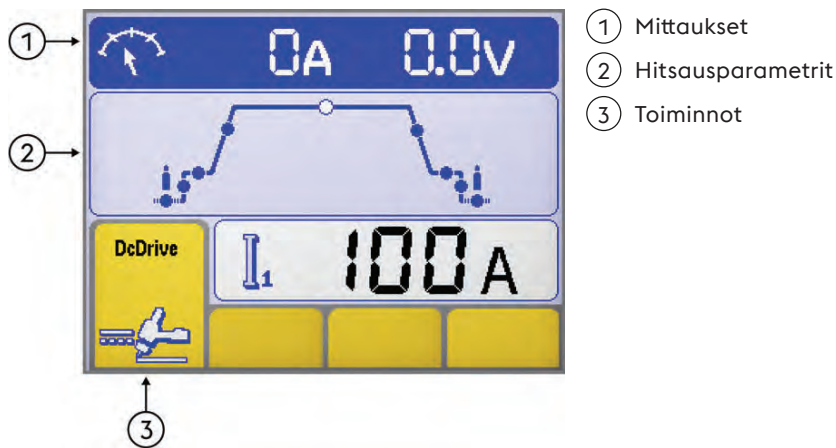 1 Mittaukset
0A 0.0V
2 Hitsausparametrit
3 Toiminnot
1
2
DcDrive
I1 100A
3